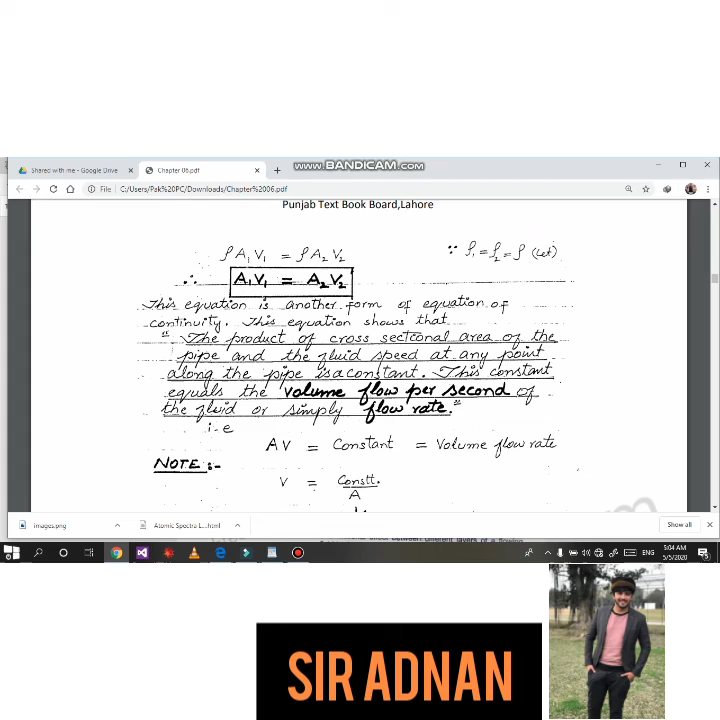 www.BANDICAM.com
Shared with me - Google Drive
Chapter 06.pdf
File
C:/Users/Pak%20PC/Downloads/Chapter%2006.pdf
Punjab Text Book Board,Lahore
ρ A₁ V₁ = ρ A₂ V₂ ∵ ρ₁ = ρ₂ = ρ (Let)
∴ A₁V₁ = A₂V₂
This equation is another form of equation of
continuity. This equation shows that
" The product of cross sectional area of the
pipe and the fluid speed at any point
along the pipe is a constant. This constant
equals the volume flow per second of
the fluid or simply flow rate."
i-e
AV = Constant = Volume flow rate
NOTE :-
V = Constt.
A
images.png
Atomic Spectra L....html
Show all
ENG
5:04 AM
5/5/2020
SIR ADNAN